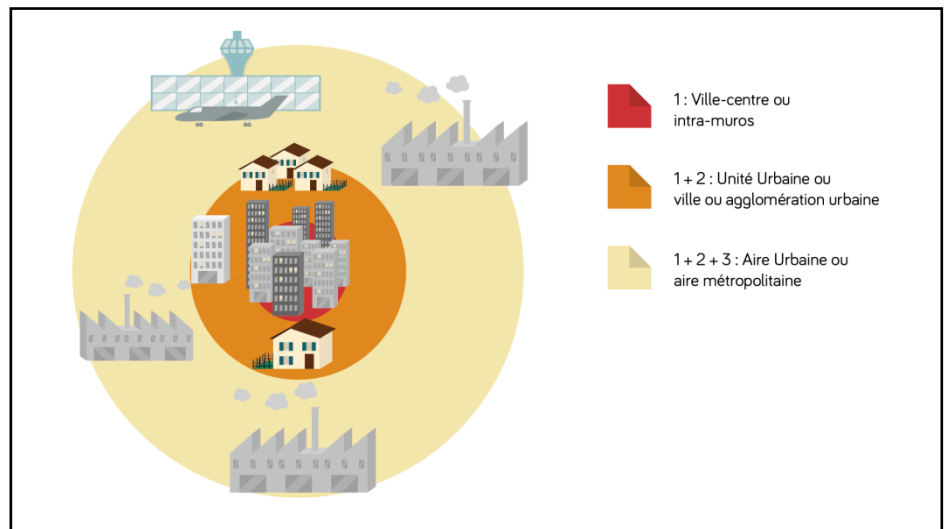 1 : Ville-centre ou
intra-muros
1 + 2 : Unité Urbaine ou
ville ou agglomération urbaine
1 + 2 + 3 : Aire Urbaine ou
aire métropolitaine